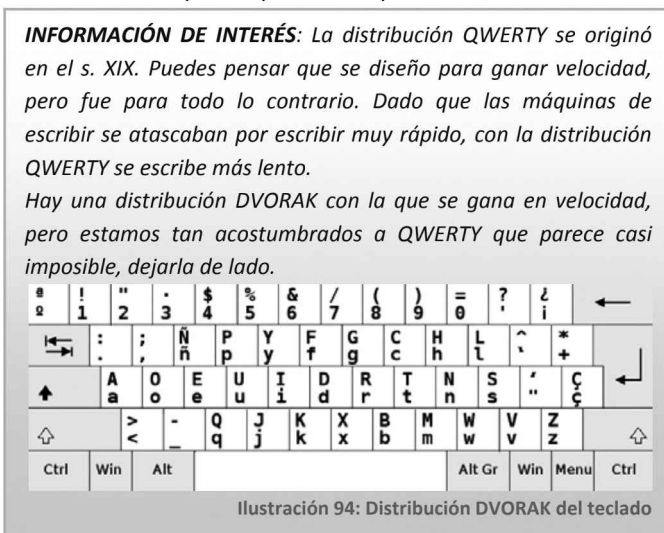 INFORMACIÓN DE INTERÉS: La distribución QWERTY se originó
en el s. XIX. Puedes pensar que se diseño para ganar velocidad,
pero fue para todo lo contrario. Dado que las máquinas de
escribir se atascaban por escribir muy rápido, con la distribución
QWERTY se escribe más lento.
Hay una distribución DVORAK con la que se gana en velocidad,
pero estamos tan acostumbrados a QWERTY que parece casi
imposible, dejarla de lado.
ª ! " · $ % & / ( ) = ? ¿
º 1 2 3 4 5 6 7 8 9 0 ' ¡
: ; Ñ P Y F G C H L ^ *
. , ñ p y f g c h l ` +
A O E U I D R T N S ´ Ç
a o e u i d r t n s ¨ ç
> - Q J K X B M W V Z
< _ q j k x b m w v z
Ctrl Win Alt Alt Gr Win Menu Ctrl
Ilustración 94: Distribución DVORAK del teclado